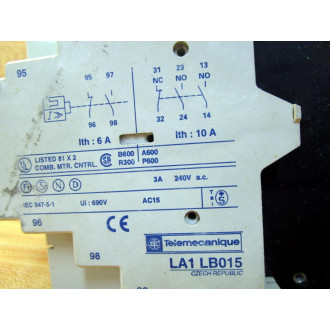 95
95 97
96 98
31 23 13
NC NO NO
32 24 14
Ith : 6 A
Ith : 10 A
UL LISTED 81 X 2
COMB. MTR. CNTRL.
SA
B600 A600
R300 P600
3A 240V a.c.
IEC 947-5-1 Ui : 690V AC15
96
CE
98
Telemecanique
LA1 LB015
CZECH REPUBLIC